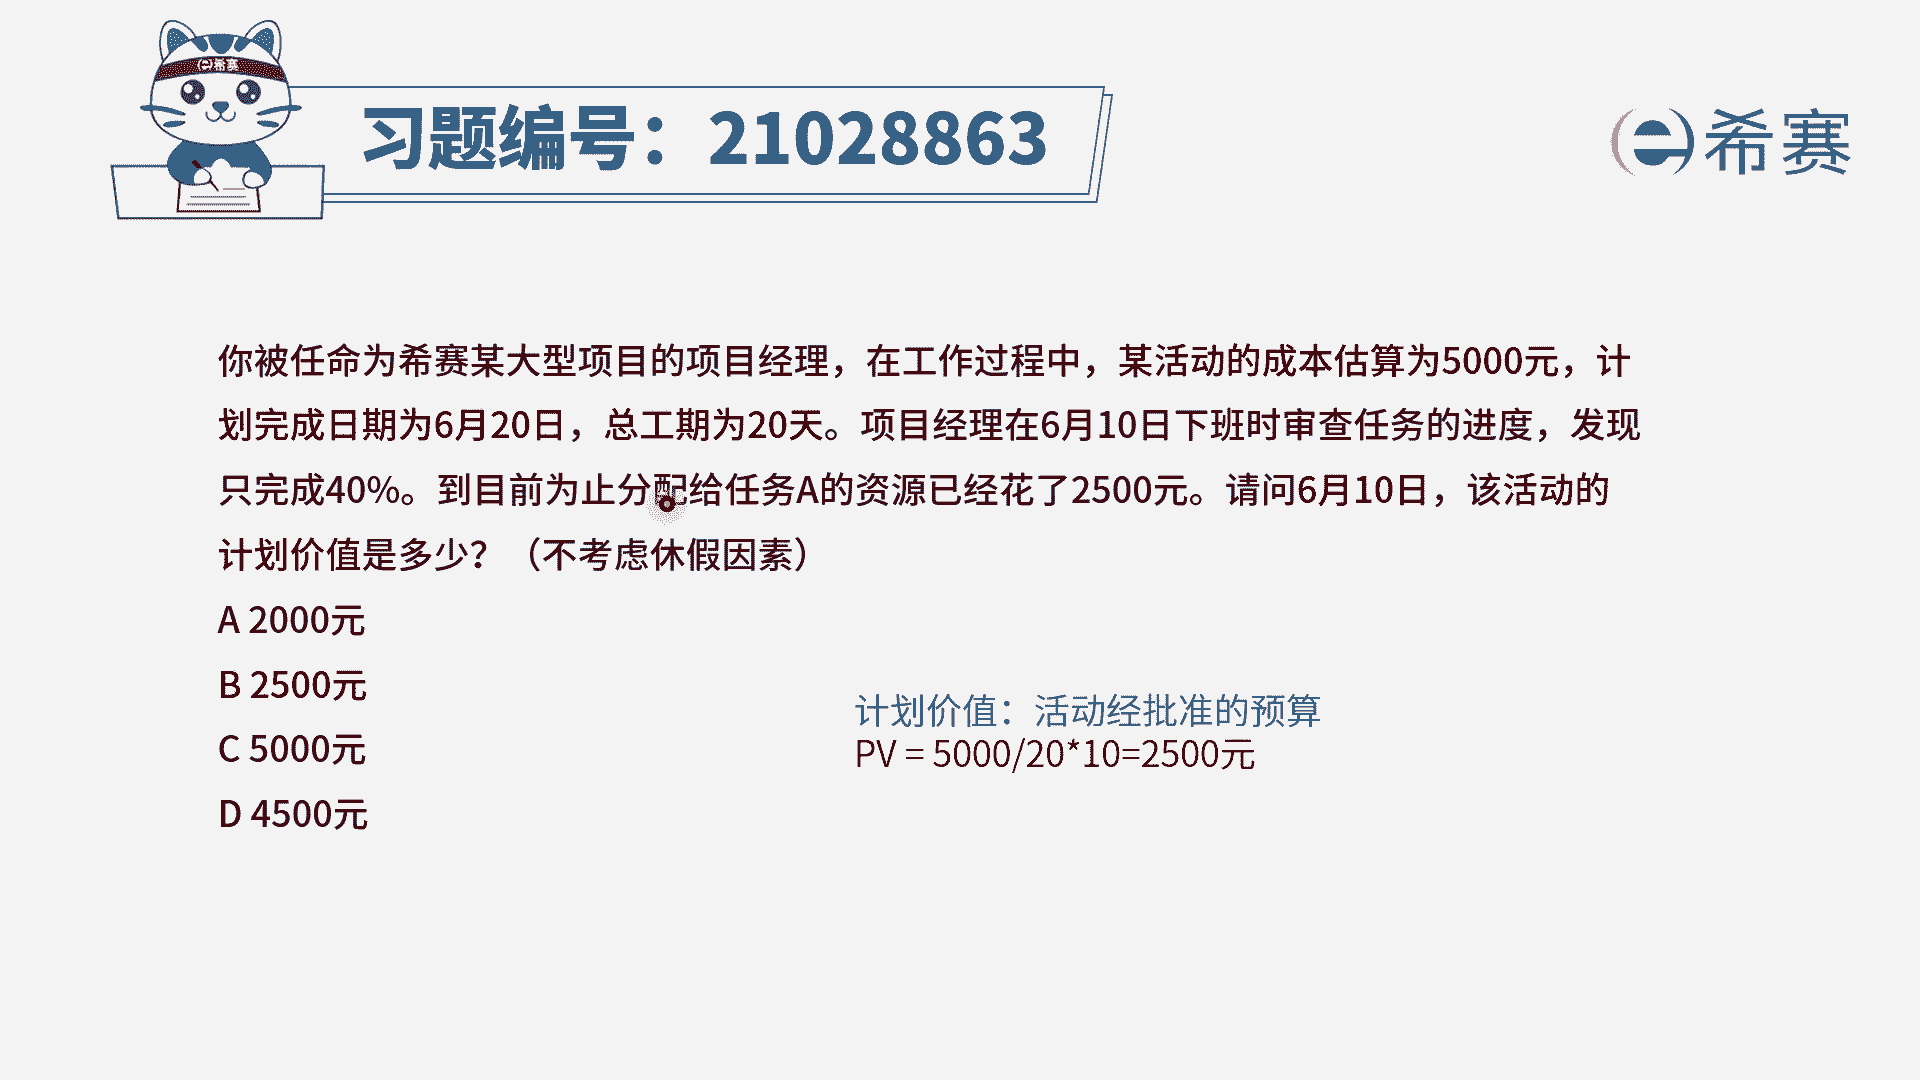 希赛
习题编号：21028863
希赛
你被任命为希赛某大型项目的项目经理，在工作过程中，某活动的成本估算为5000元，计
划完成日期为6月20日，总工期为20天。项目经理在6月10日下班时审查任务的进度，发现
只完成40%。到目前为止分配给任务A的资源已经花了2500元。请问6月10日，该活动的
计划价值是多少？（不考虑休假因素）
A 2000元
B 2500元
C 5000元
D 4500元
计划价值：活动经批准的预算
PV = 5000/20*10=2500元